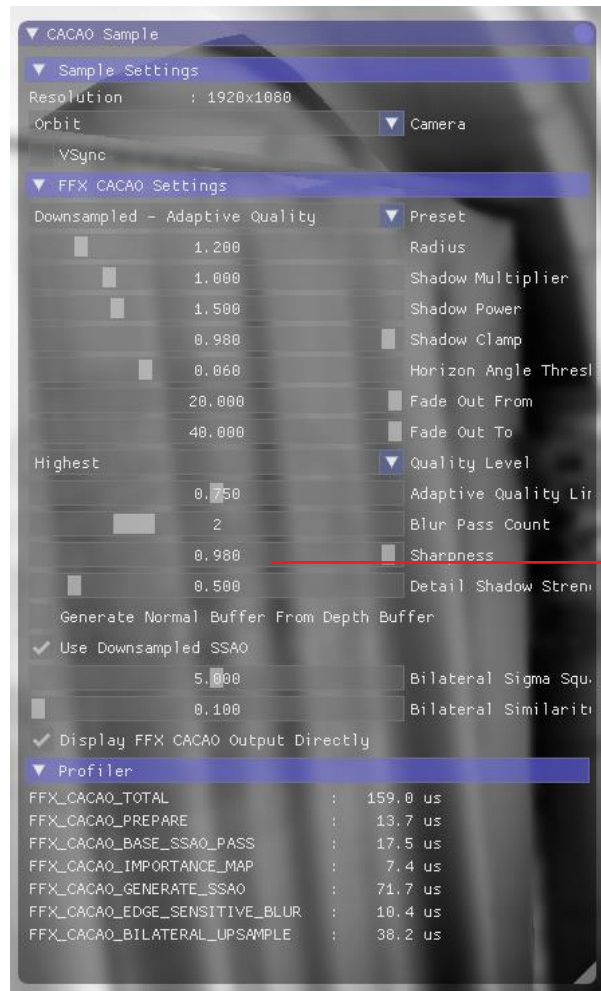 CACAO Sample
Sample Settings
Resolution : 1920x1080
Orbit Camera
VSync
FFX CACAO Settings
Downsampled - Adaptive Quality Preset
1.200 Radius
1.000 Shadow Multiplier
1.500 Shadow Power
0.980 Shadow Clamp
0.060 Horizon Angle Thresl
20.000 Fade Out From
40.000 Fade Out To
Highest Quality Level
0.750 Adaptive Quality Lir
2 Blur Pass Count
0.980 Sharpness
0.500 Detail Shadow Stren
Generate Normal Buffer From Depth Buffer
Use Downsampled SSAO
5.000 Bilateral Sigma Squ
0.100 Bilateral Similarit
Display FFX CACAO Output Directly
Profiler
FFX_CACAO_TOTAL : 159.0 us
FFX_CACAO_PREPARE : 13.7 us
FFX_CACAO_BASE_SSAO_PASS : 17.5 us
FFX_CACAO_IMPORTANCE_MAP : 7.4 us
FFX_CACAO_GENERATE_SSAO : 71.7 us
FFX_CACAO_EDGE_SENSITIVE_BLUR : 10.4 us
FFX_CACAO_BILATERAL_UPSAMPLE : 38.2 us